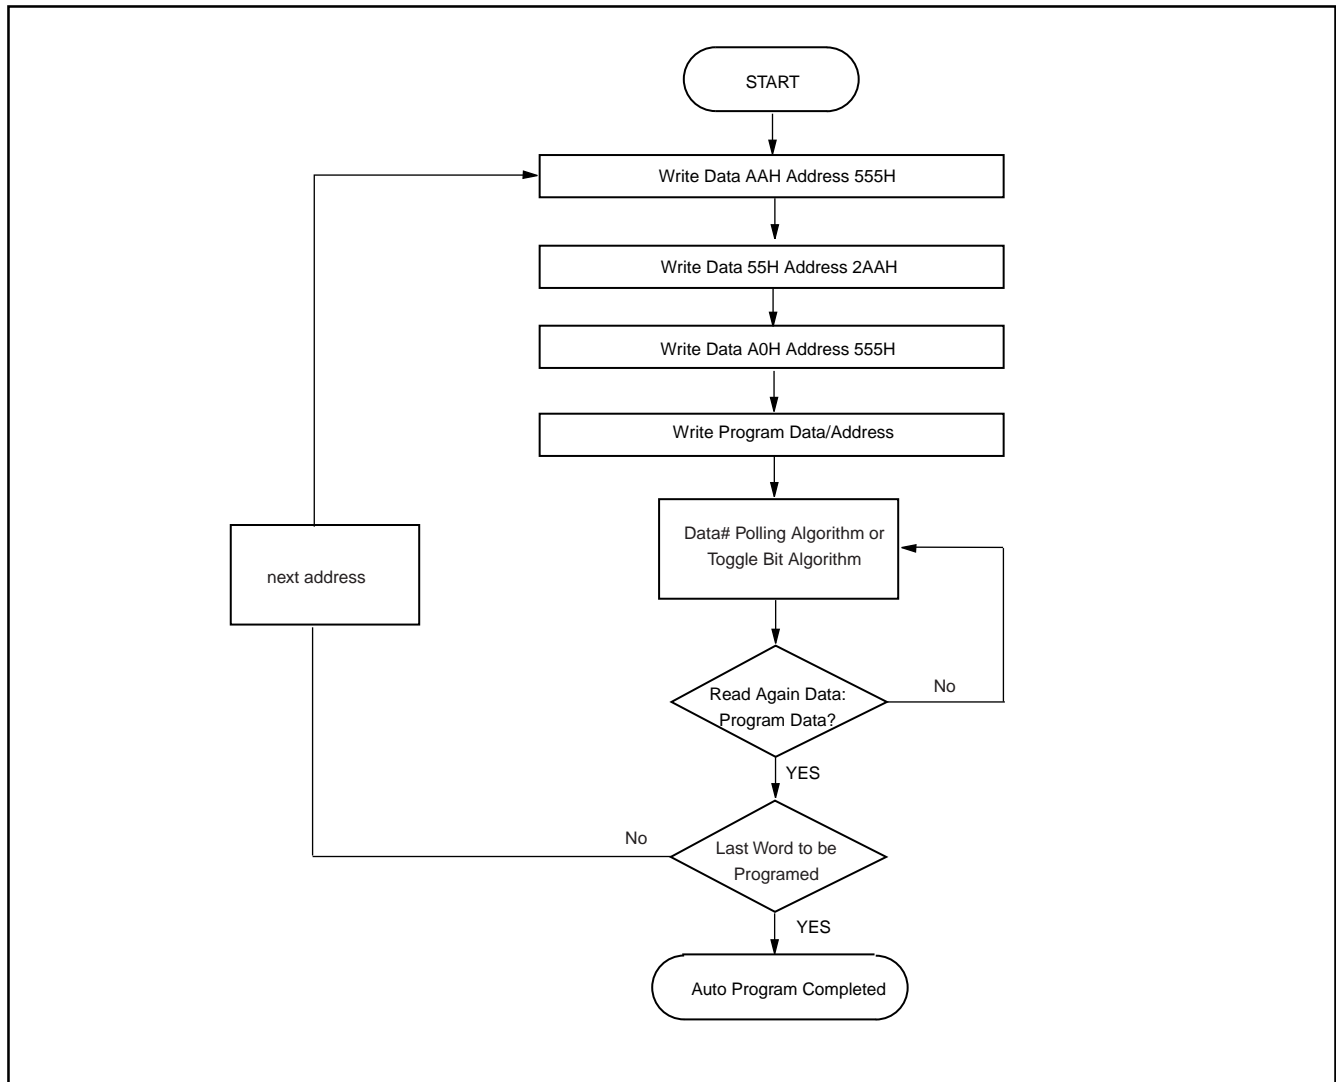 START
Write Data AAH Address 555H
Write Data 55H Address 2AAH
Write Data A0H Address 555H
Write Program Data/Address
Data# Polling Algorithm or
Toggle Bit Algorithm
next address
Read Again Data:
Program Data?
No
YES
No
Last Word to be
Programed
YES
Auto Program Completed